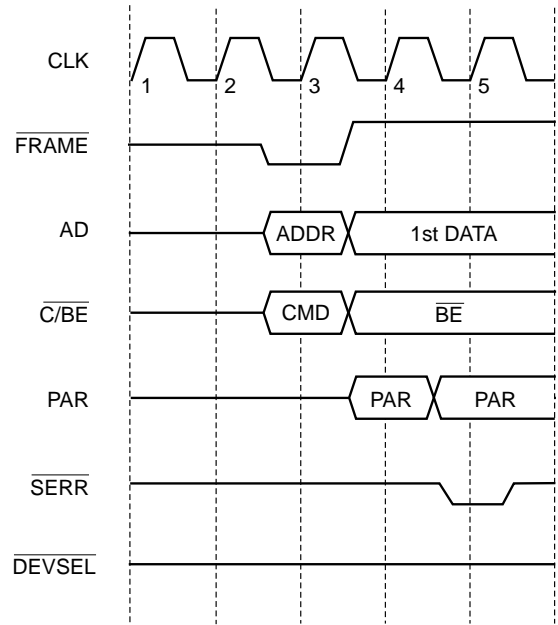 CLK
1 2 3 4 5
FRAME
AD ADDR 1st DATA
C/BE CMD BE
PAR PAR PAR
SERR
DEVSEL